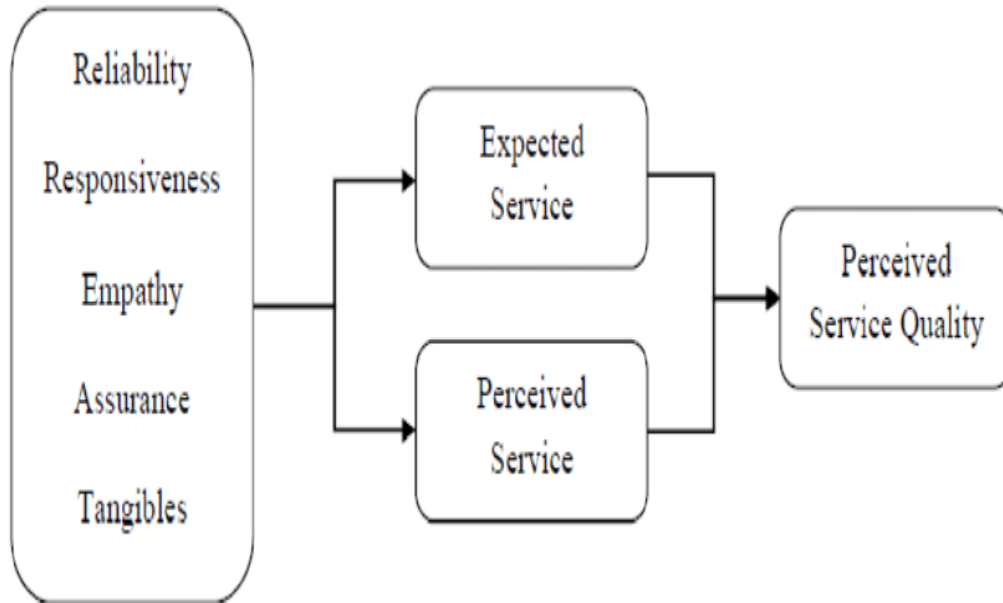 Reliability
Responsiveness
Empathy
Assurance
Tangibles
Expected
Service
Perceived
Service
Perceived
Service Quality